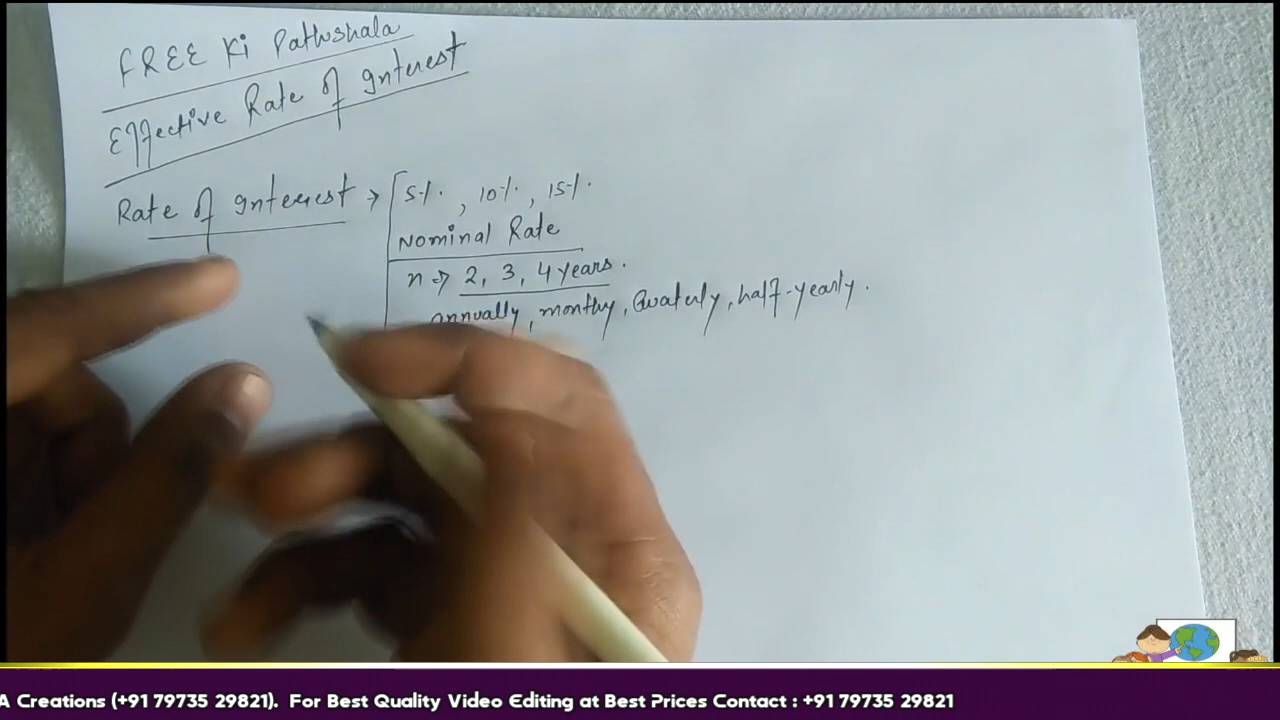 FREE Ki Pathshala
Effective Rate of Interest
Rate of Interest → 5%, 10%, 15%.
Nominal Rate
n ⇒ 2, 3, 4 years.
annually, monthy, Quaterly, half-yearly.
A Creations (+91 79735 29821). For Best Quality Video Editing at Best Prices Contact : +91 79735 29821